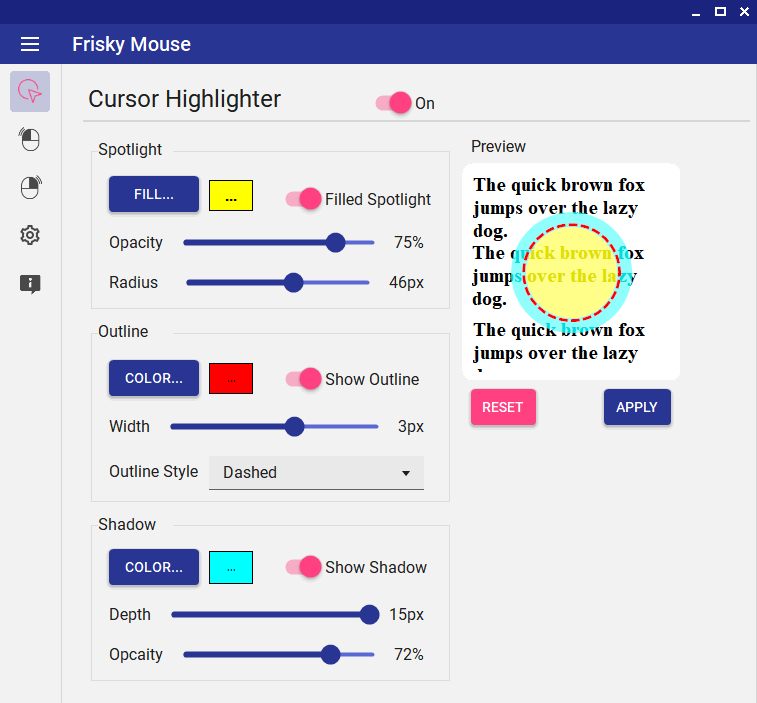 Frisky Mouse
Cursor Highlighter
On
Spotlight
FILL...
...
Filled Spotlight
Opacity
75%
Radius
46px
Outline
COLOR...
...
Show Outline
Width
3px
Outline Style
Dashed
Shadow
COLOR...
...
Show Shadow
Depth
15px
Opcaity
72%
Preview
The quick brown fox
jumps over the lazy
dog.
The quick brown fox
jumps over the lazy
dog.
The quick brown fox
jumps over the lazy
RESET
APPLY